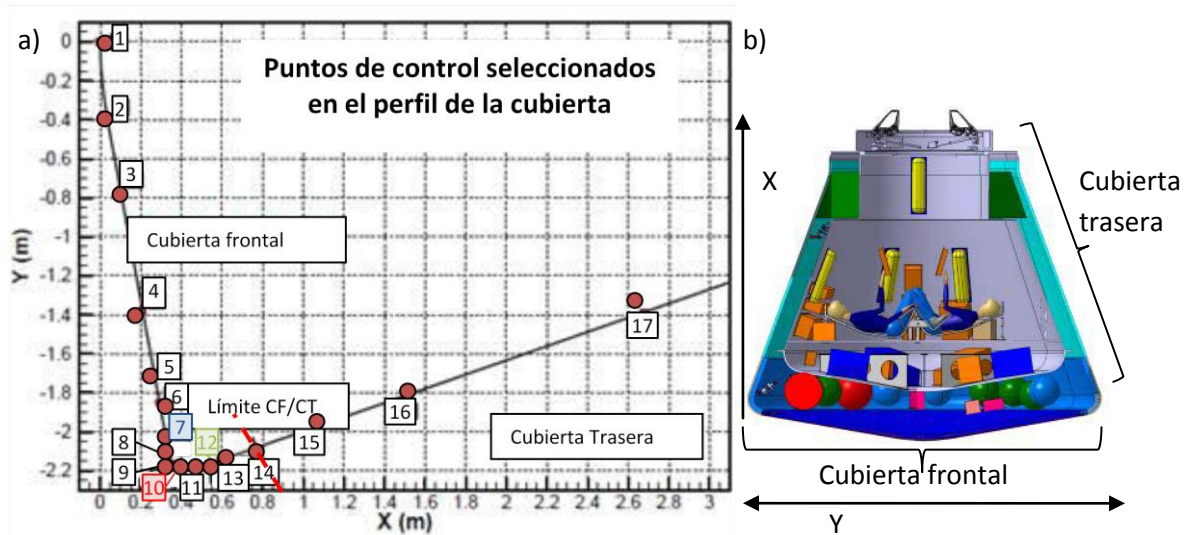 a)
Puntos de control seleccionados
en el perfil de la cubierta
Y (m)
0
-0.2
-0.4
-0.6
-0.8
-1
-1.2
-1.4
-1.6
-1.8
-2
-2.2
1
2
3
Cubierta frontal
4
5
6
Límite CF/CT
7
8
12
9
10
11
13
14
15
16
17
Cubierta Trasera
0 0.2 0.4 0.6 0.8 1 1.2 1.4 1.6 1.8 2 2.2 2.4 2.6 2.8 3
X (m)
b)
X
Cubierta
trasera
Cubierta frontal
Y